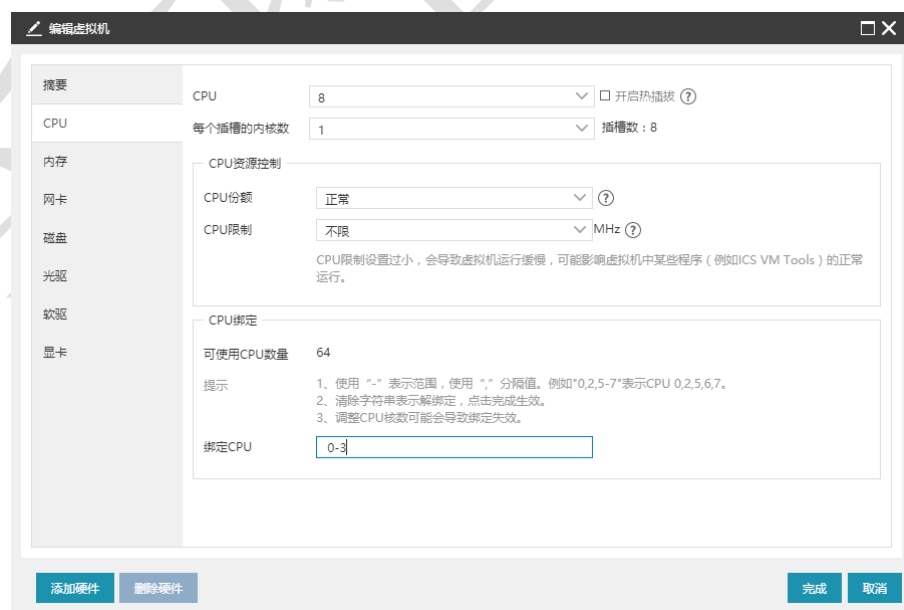 编辑虚拟机
摘要
CPU
内存
网卡
磁盘
光驱
软驱
显卡
CPU 8 开启热插拔 ?
每个插槽的内核数 1 插槽数：8
CPU资源控制
CPU份额 正常 ?
CPU限制 不限 MHz ?
CPU限制设置过小，会导致虚拟机运行缓慢，可能影响虚拟机中某些程序（例如ICS VM Tools）的正常
运行。
CPU绑定
可使用CPU数量 64
提示 1、使用“-”表示范围，使用“,”分隔值。例如"0,2,5-7"表示CPU 0,2,5,6,7。
2、清除字符串表示解绑定，点击完成生效。
3、调整CPU核数可能会导致绑定失效。
绑定CPU 0-3
添加硬件 删除硬件 完成 取消